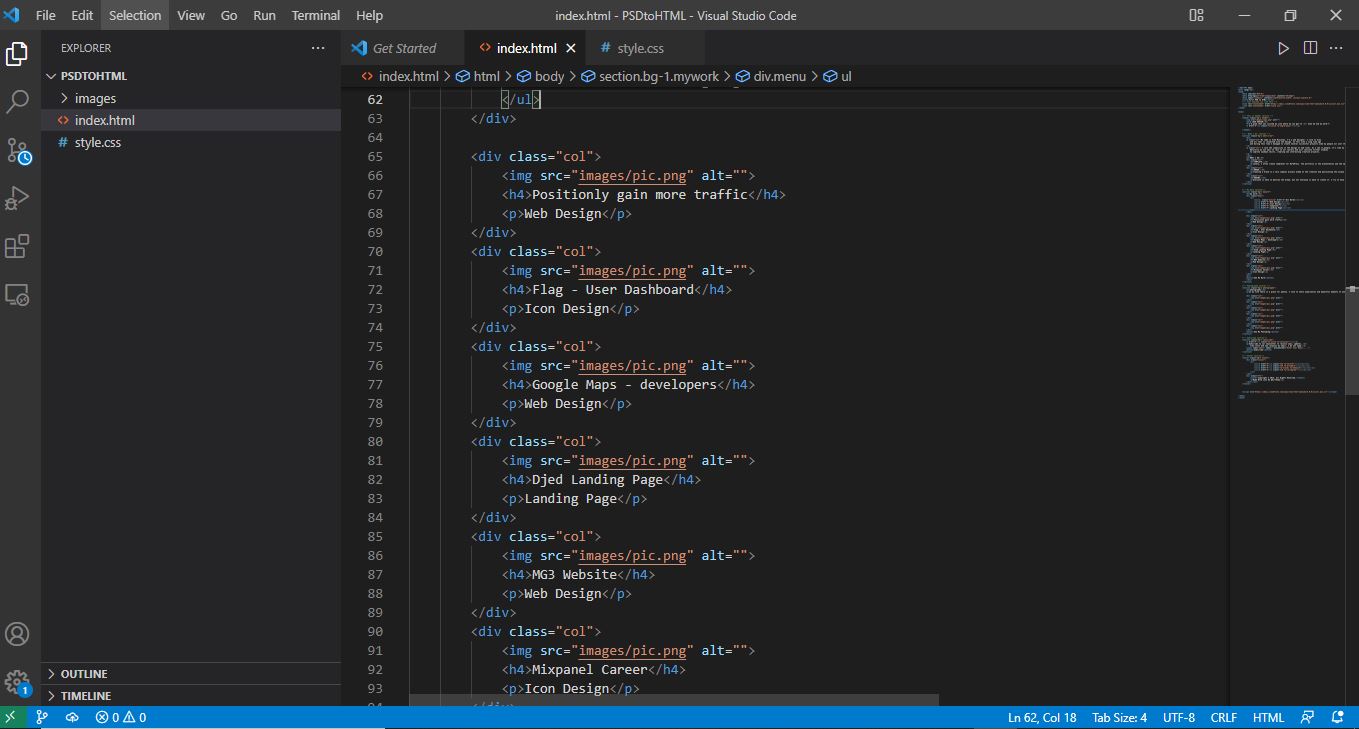 File Edit Selection View Go Run Terminal Help index.html - PSDtoHTML - Visual Studio Code
EXPLORER
PSDTOHTML
images
index.html
style.css
OUTLINE
TIMELINE
Get Started index.html style.css
index.html > html > body > section.bg-1.mywork > div.menu > ul
62 </ul>
63 </div>
64
65 <div class="col">
66 <img src="images/pic.png" alt="">
67 <h4>Positionly gain more traffic</h4>
68 <p>Web Design</p>
69 </div>
70 <div class="col">
71 <img src="images/pic.png" alt="">
72 <h4>Flag - User Dashboard</h4>
73 <p>Icon Design</p>
74 </div>
75 <div class="col">
76 <img src="images/pic.png" alt="">
77 <h4>Google Maps - developers</h4>
78 <p>Web Design</p>
79 </div>
80 <div class="col">
81 <img src="images/pic.png" alt="">
82 <h4>Djed Landing Page</h4>
83 <p>Landing Page</p>
84 </div>
85 <div class="col">
86 <img src="images/pic.png" alt="">
87 <h4>MG3 Website</h4>
88 <p>Web Design</p>
89 </div>
90 <div class="col">
91 <img src="images/pic.png" alt="">
92 <h4>Mixpanel Career</h4>
93 <p>Icon Design</p>
1
0 0 Ln 62, Col 18 Tab Size: 4 UTF-8 CRLF HTML